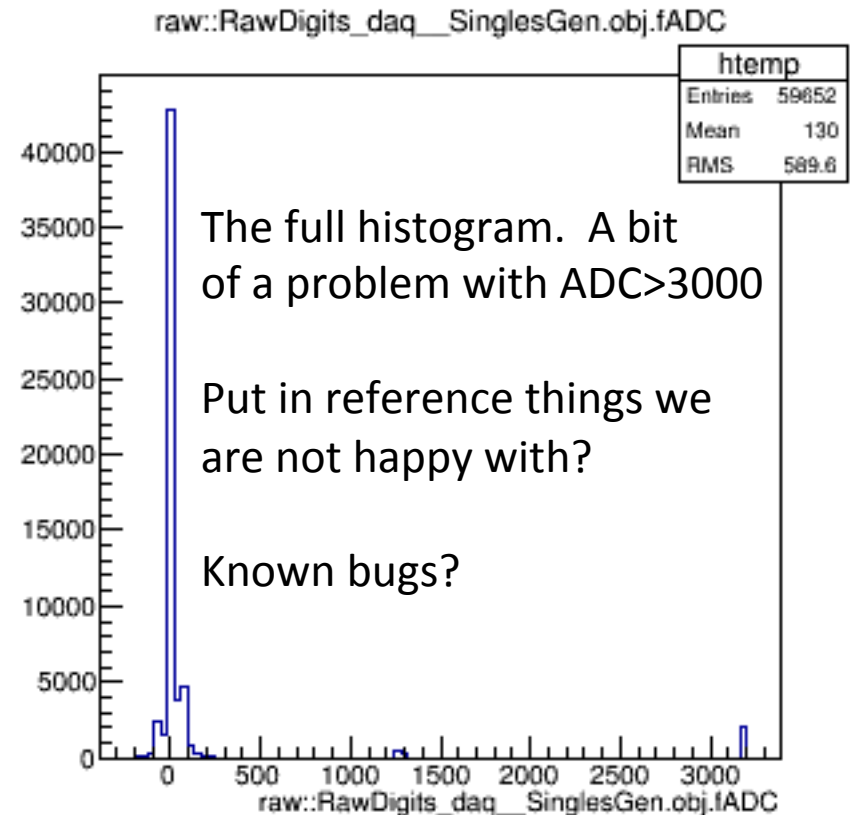 raw::RawDigits_daq__SinglesGen.obj.fADC
htemp
Entries 59652
Mean 130
RMS 589.6
40000
35000
30000
25000
20000
15000
10000
5000
0
The full histogram. A bit
of a problem with ADC>3000
Put in reference things we
are not happy with?
Known bugs?
0 500 1000 1500 2000 2500 3000
raw::RawDigits_daq__SinglesGen.obj.fADC